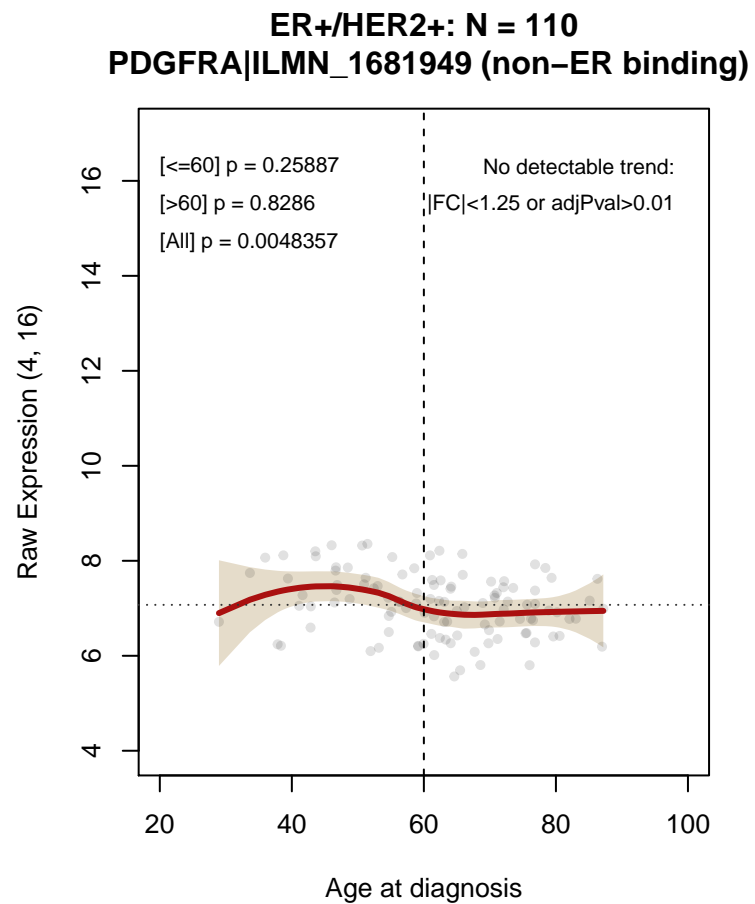 ER+/HER2+: N = 110
PDGFRA|ILMN_1681949 (non−ER binding)
[<=60] p = 0.25887
[>60] p = 0.8286
[All] p = 0.0048357
No detectable trend:
|FC|<1.25 or adjPval>0.01
Raw Expression (4, 16)
16
14
12
10
8
6
4
20 40 60 80 100
Age at diagnosis